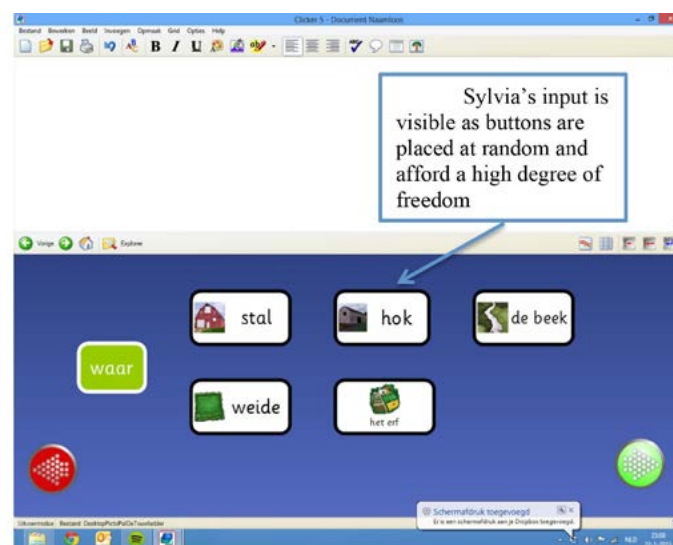 Clicker 5 - Document Naamloos
Bestand Bewerken Beeld Invoegen Opmaak Grid Opties Help
B I U
Sylvia's input is
visible as buttons are
placed at random and
afford a high degree of
freedom
Vorige Explorer
stal hok de beek
waar
weide het erf
Schermafdruk toegevoegd
Er is een schermafdruk aan je Dropbox toegevoegd.
NLD